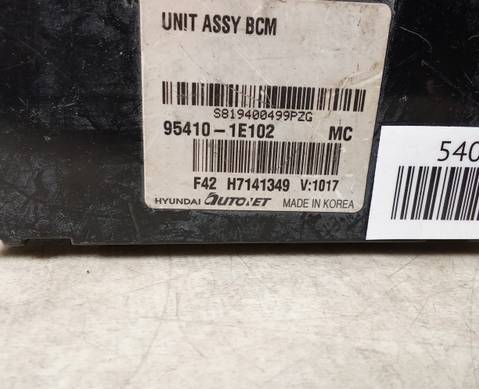 UNIT ASSY BCM
S819400499PZG
95410-1E102 MC
F42 H7141349 V:1017
HYUNDAI AUTONET MADE IN KOREA
540